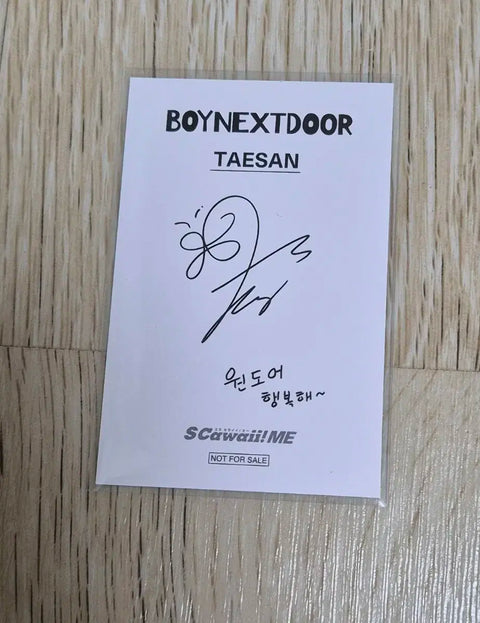 BOYNEXTDOOR
TAESAN
원도어
행복해~
SCawaii!ME
NOT FOR SALE